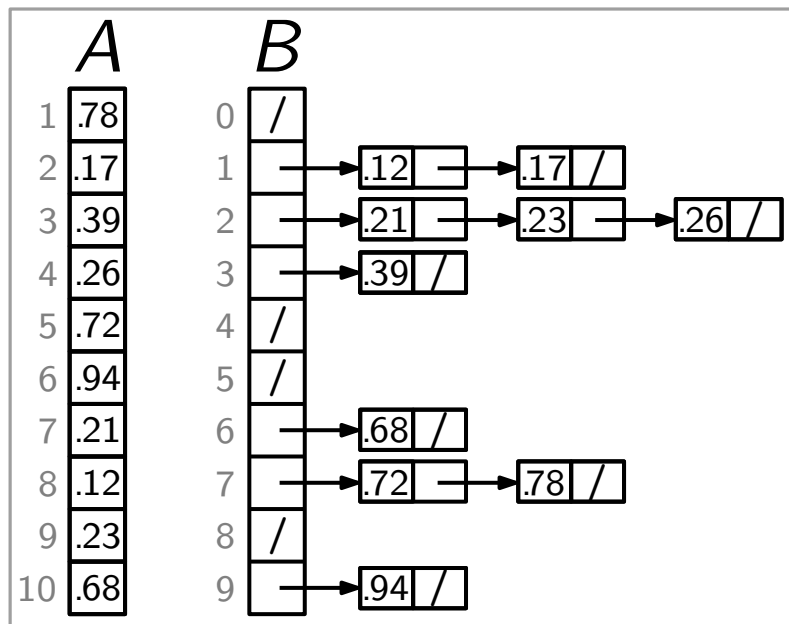 A B
1 .78 0 /
2 .17 1 .12 .17 /
3 .39 2 .21 .23 .26 /
4 .26 3 .39 /
5 .72 4 /
6 .94 5 /
7 .21 6 .68 /
8 .12 7 .72 .78 /
9 .23 8 /
10 .68 9 .94 /